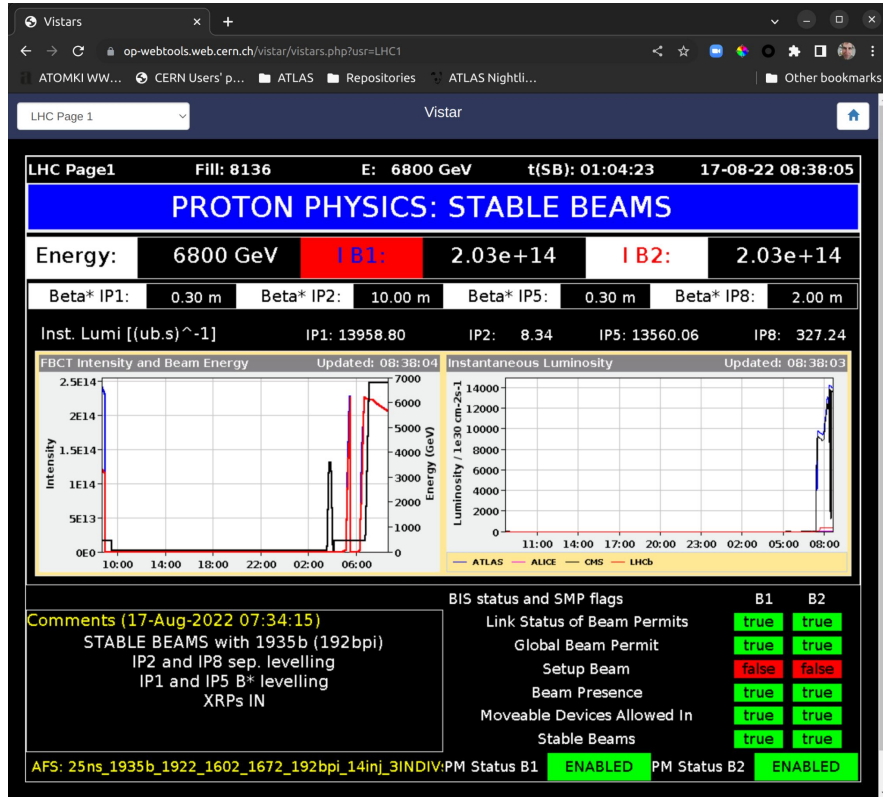 Vistars
op-webtools.web.cern.ch/vistar/vistars.php?usr=LHC1
ATOMKI WW... CERN Users' p... ATLAS Repositories ATLAS Nightli... Other bookmarks
LHC Page 1 Vistar
LHC Page1 Fill: 8136 E: 6800 GeV t(SB): 01:04:23 17-08-22 08:38:05
PROTON PHYSICS: STABLE BEAMS
Energy: 6800 GeV I B1: 2.03e+14 I B2: 2.03e+14
Beta* IP1: 0.30 m Beta* IP2: 10.00 m Beta* IP5: 0.30 m Beta* IP8: 2.00 m
Inst. Lumi [(ub.s)^-1] IP1: 13958.80 IP2: 8.34 IP5: 13560.06 IP8: 327.24
FBCT Intensity and Beam Energy Updated: 08:38:04
Intensity
2.5E14
2E14
1.5E14
1E14
5E13
0E0
7000
6000
5000
4000
3000
2000
1000
0
Energy (GeV)
10:00 14:00 18:00 22:00 02:00 06:00
Instantaneous Luminosity Updated: 08:38:03
Luminosity / 1e30 cm-2s-1
14000
12000
10000
8000
6000
4000
2000
0
11:00 14:00 17:00 20:00 23:00 02:00 05:00 08:00
ATLAS ALICE CMS LHCb
Comments (17-Aug-2022 07:34:15)
STABLE BEAMS with 1935b (192bpi)
IP2 and IP8 sep. levelling
IP1 and IP5 B* levelling
XRPs IN
BIS status and SMP flags B1 B2
Link Status of Beam Permits true true
Global Beam Permit true true
Setup Beam false false
Beam Presence true true
Moveable Devices Allowed In true true
Stable Beams true true
AFS: 25ns_1935b_1922_1602_1672_192bpi_14inj_3INDIV PM Status B1 ENABLED PM Status B2 ENABLED